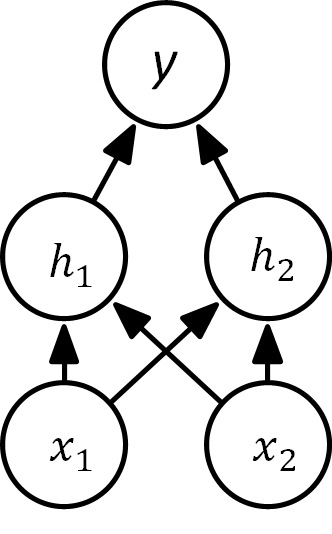 y
h₁ h₂
x₁ x₂